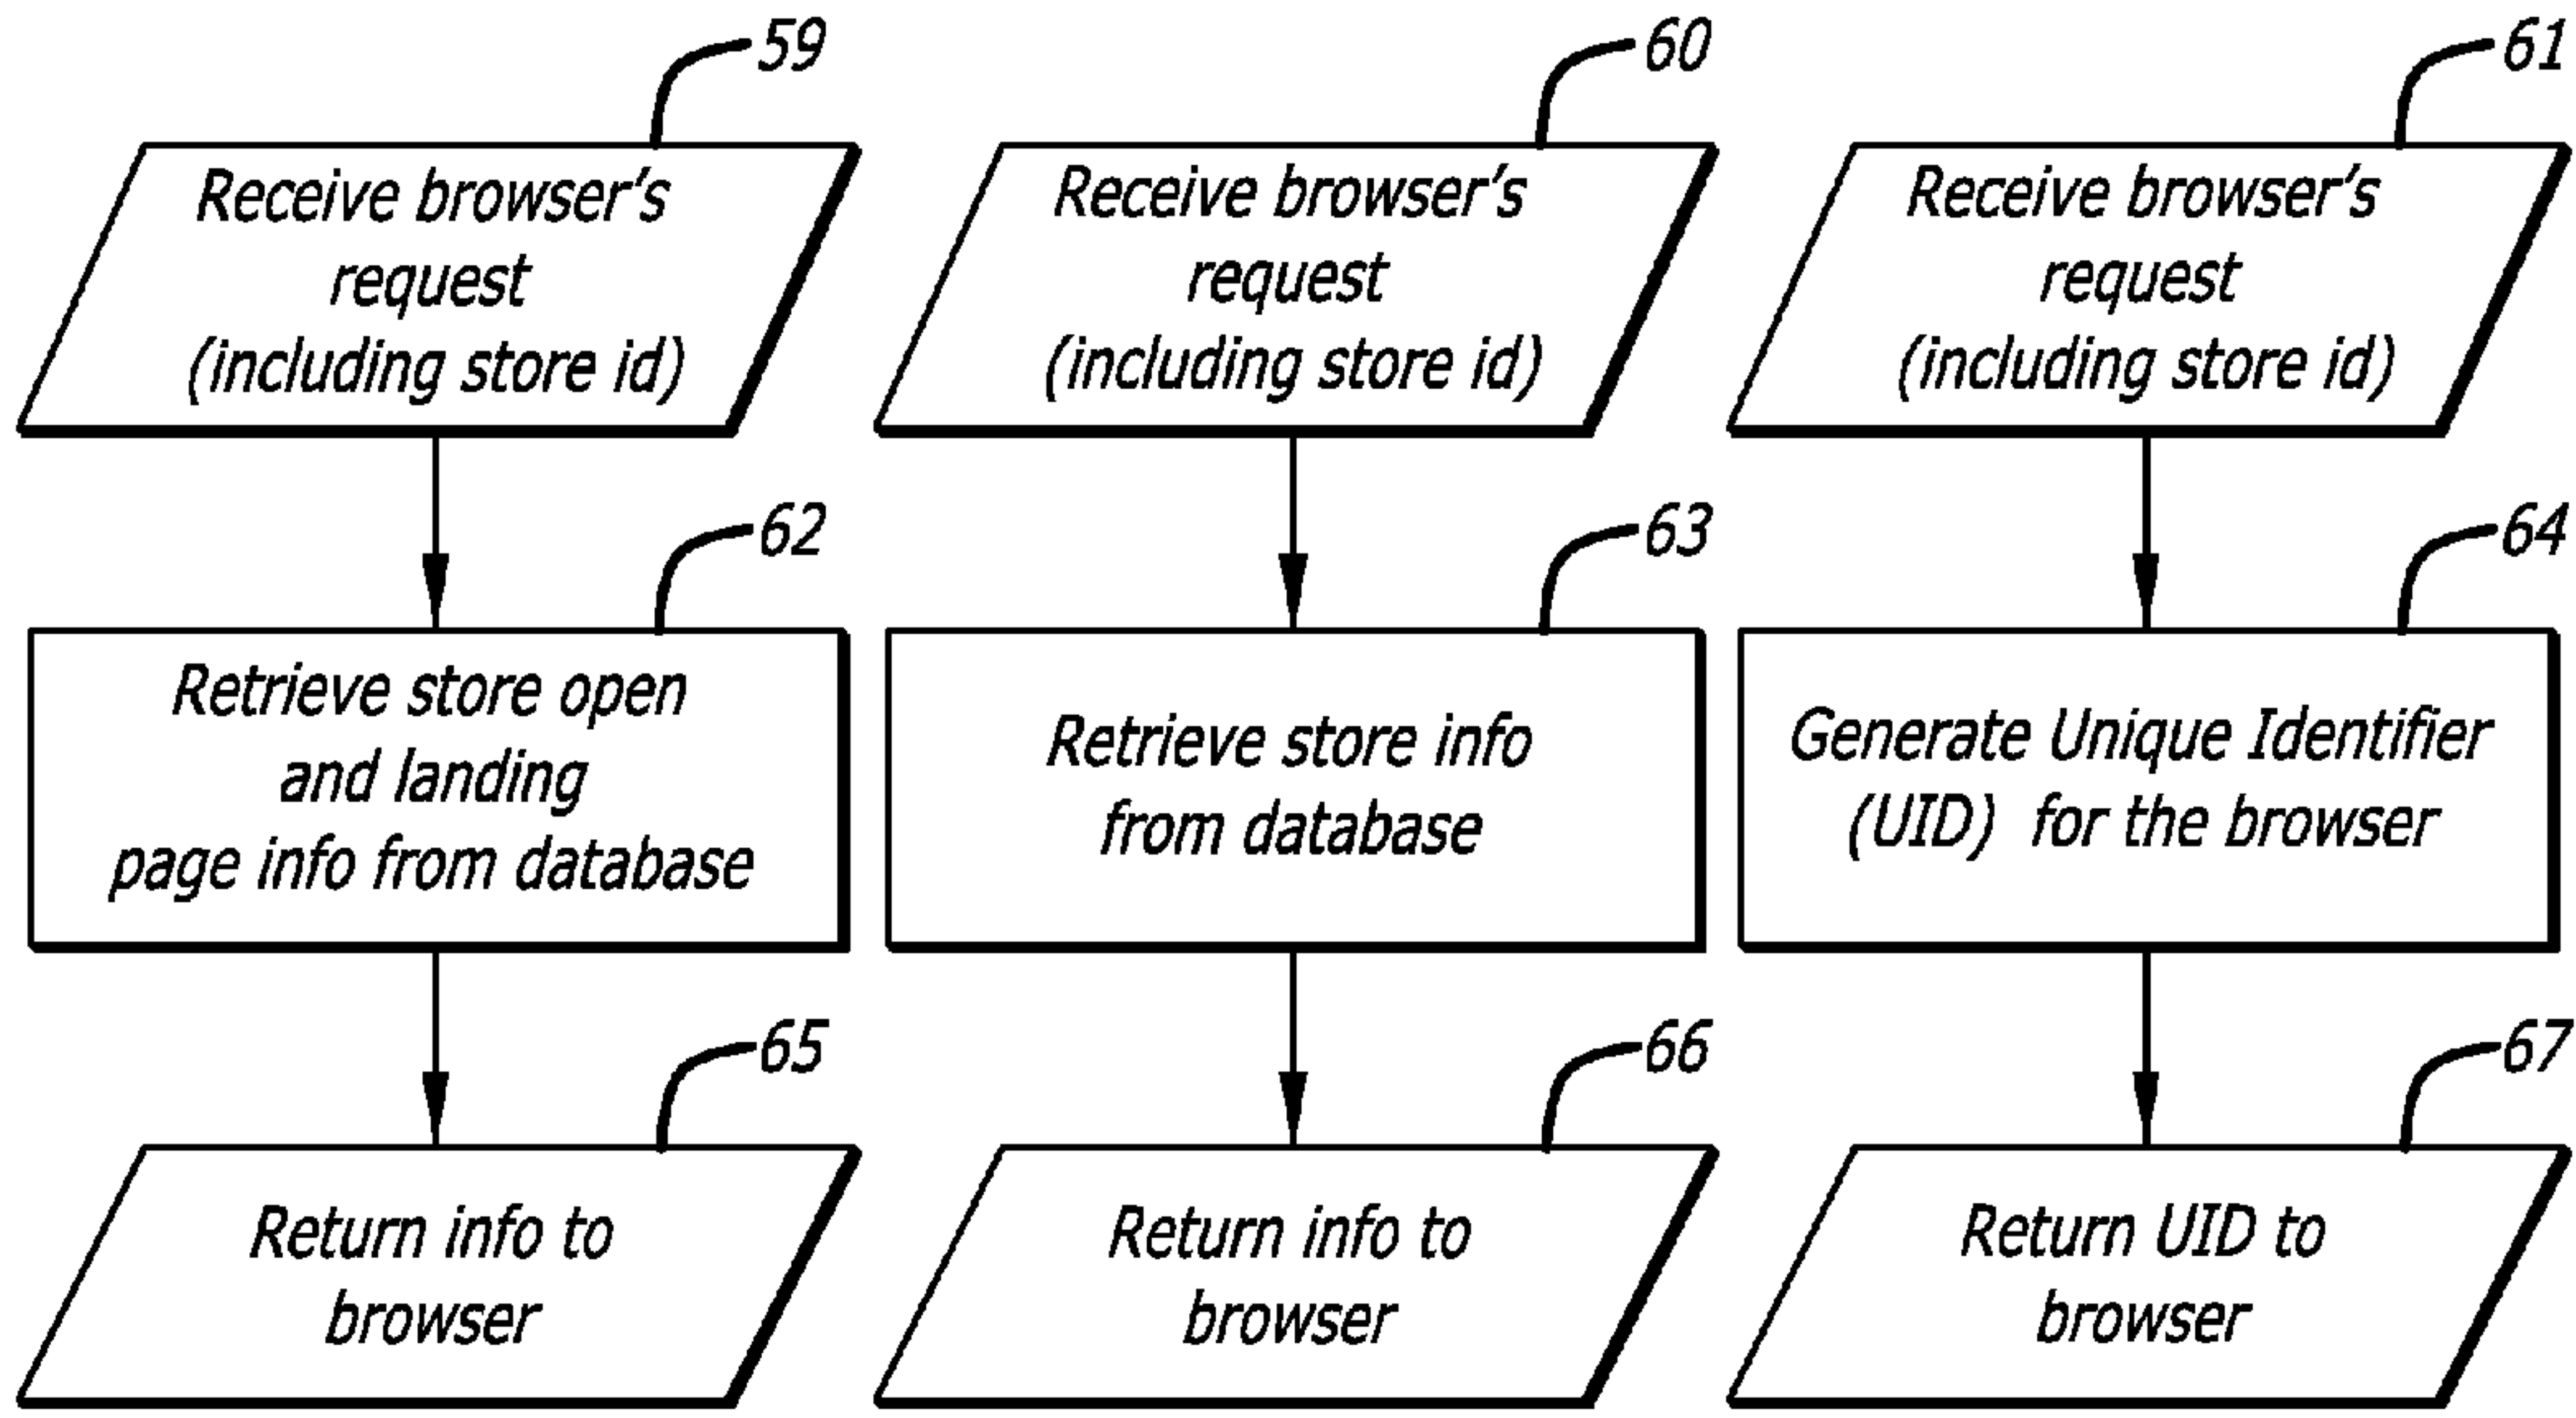 59
60
61
Receive browser's
request
(including store id)
Receive browser's
request
(including store id)
Receive browser's
request
(including store id)
62
63
64
Retrieve store open
and landing
page info from database
Retrieve store info
from database
Generate Unique Identifier
(UID) for the browser
65
66
67
Return info to
browser
Return info to
browser
Return UID to
browser